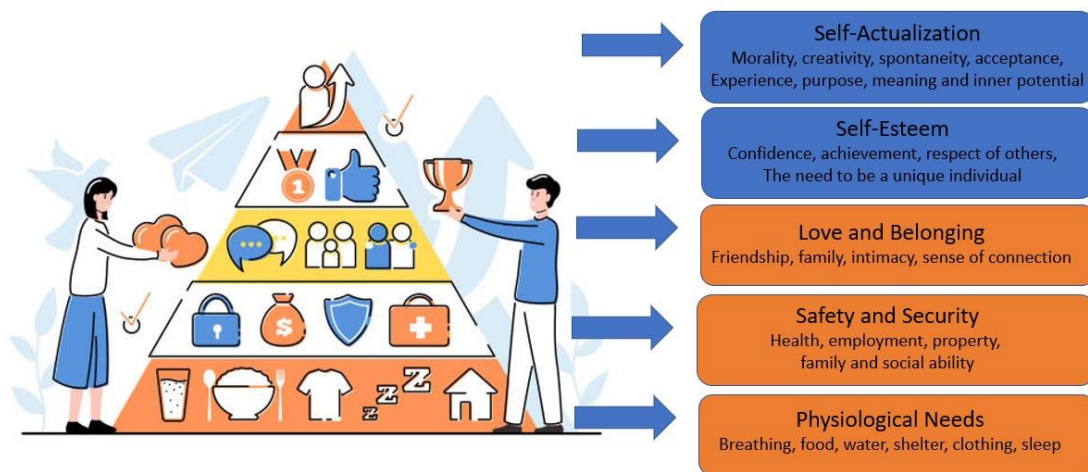 Self-Actualization
Morality, creativity, spontaneity, acceptance,
Experience, purpose, meaning and inner potential
Self-Esteem
Confidence, achievement, respect of others,
The need to be a unique individual
Love and Belonging
Friendship, family, intimacy, sense of connection
Safety and Security
Health, employment, property,
family and social ability
Physiological Needs
Breathing, food, water, shelter, clothing, sleep
1
$
z z Z Z